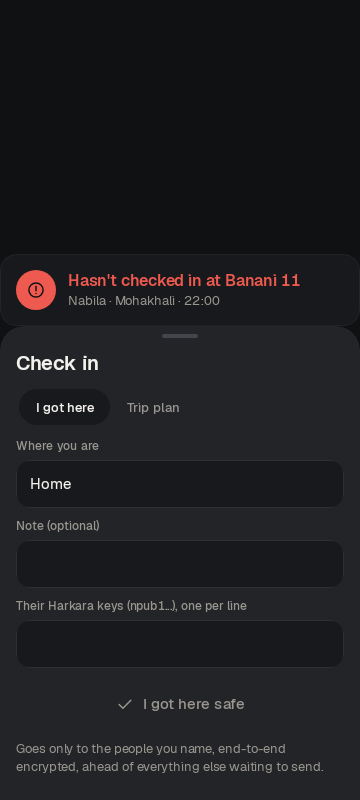 Hasn't checked in at Banani 11
Nabila · Mohakhali · 22:00
Check in
I got here
Trip plan
Where you are
Home
Note (optional)
Their Harkara keys (npub1…), one per line
I got here safe
Goes only to the people you name, end-to-end
encrypted, ahead of everything else waiting to send.